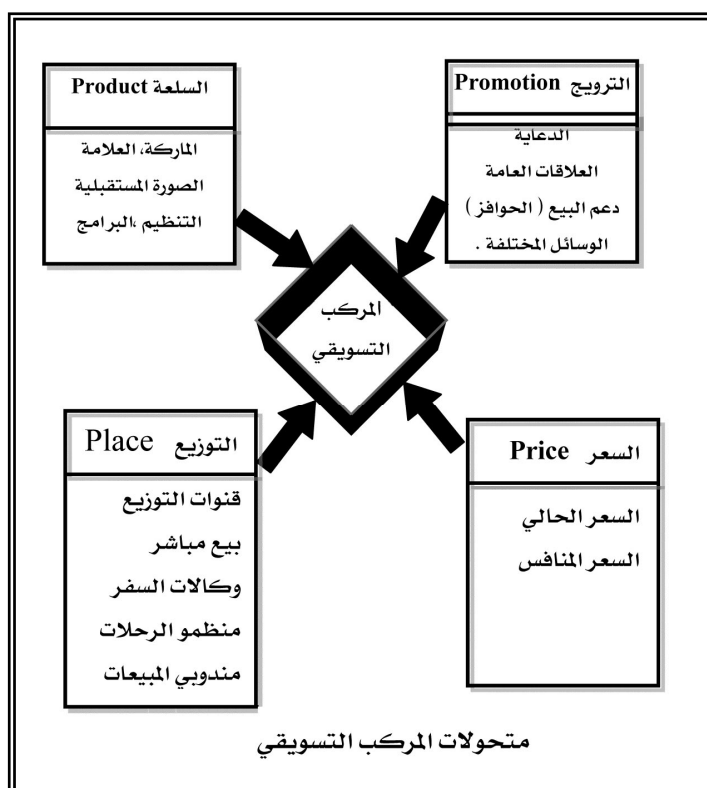 الترويج Promotion
الدعاية
العلاقات العامة
دعم البيع ( الحوافز )
الوسائل المختلفة .
السلعة Product
الماركة، العلامة
الصورة المستقبلية
التنظيم ،البرامج
المركب
التسويقي
السعر Price
السعر الحالي
السعر المنافس
التوزيع Place
قنوات التوزيع
بيع مباشر
وكالات السفر
منظمو الرحلات
مندوبي المبيعات
متحولات المركب التسويقي